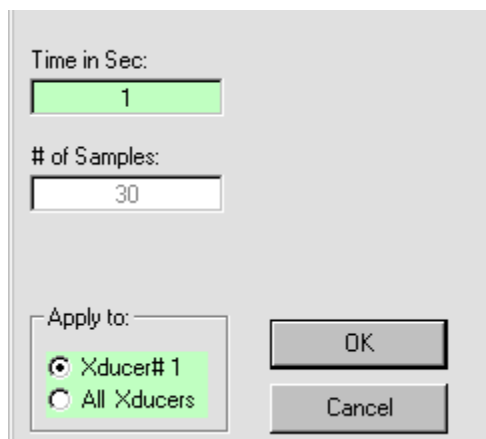 Time in Sec:
1
# of Samples:
30
Apply to:
Xducer# 1
All Xducers
OK
Cancel